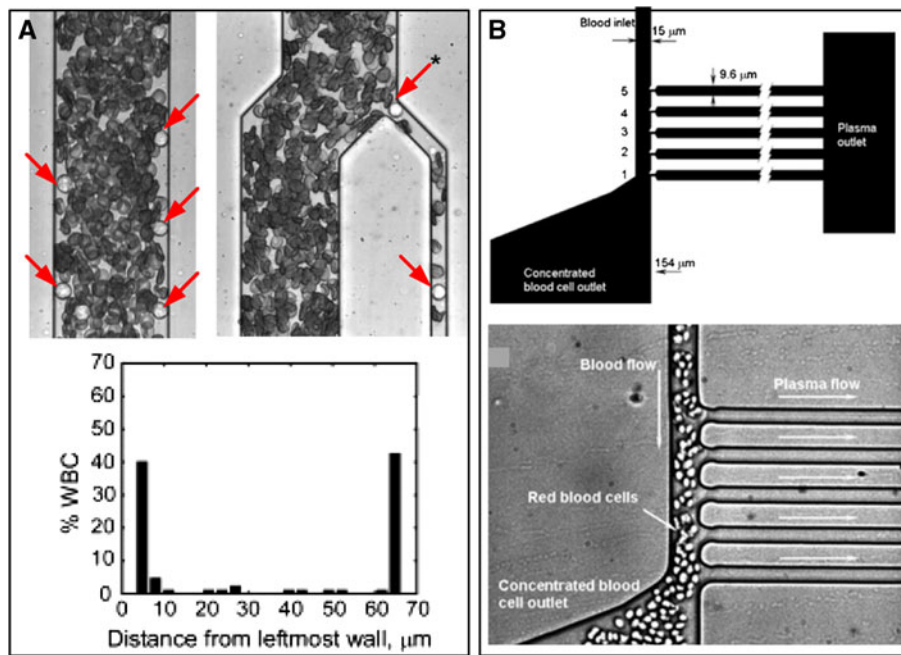 A
*
% WBC
70
60
50
40
30
20
10
0
0 10 20 30 40 50 60 70
Distance from leftmost wall, μm
B
Blood inlet
15 μm
9.6 μm
5
4
3
2
1
Plasma
outlet
154 μm
Concentrated
blood cell outlet
Blood flow
Plasma flow
Red blood cells
Concentrated blood
cell outlet